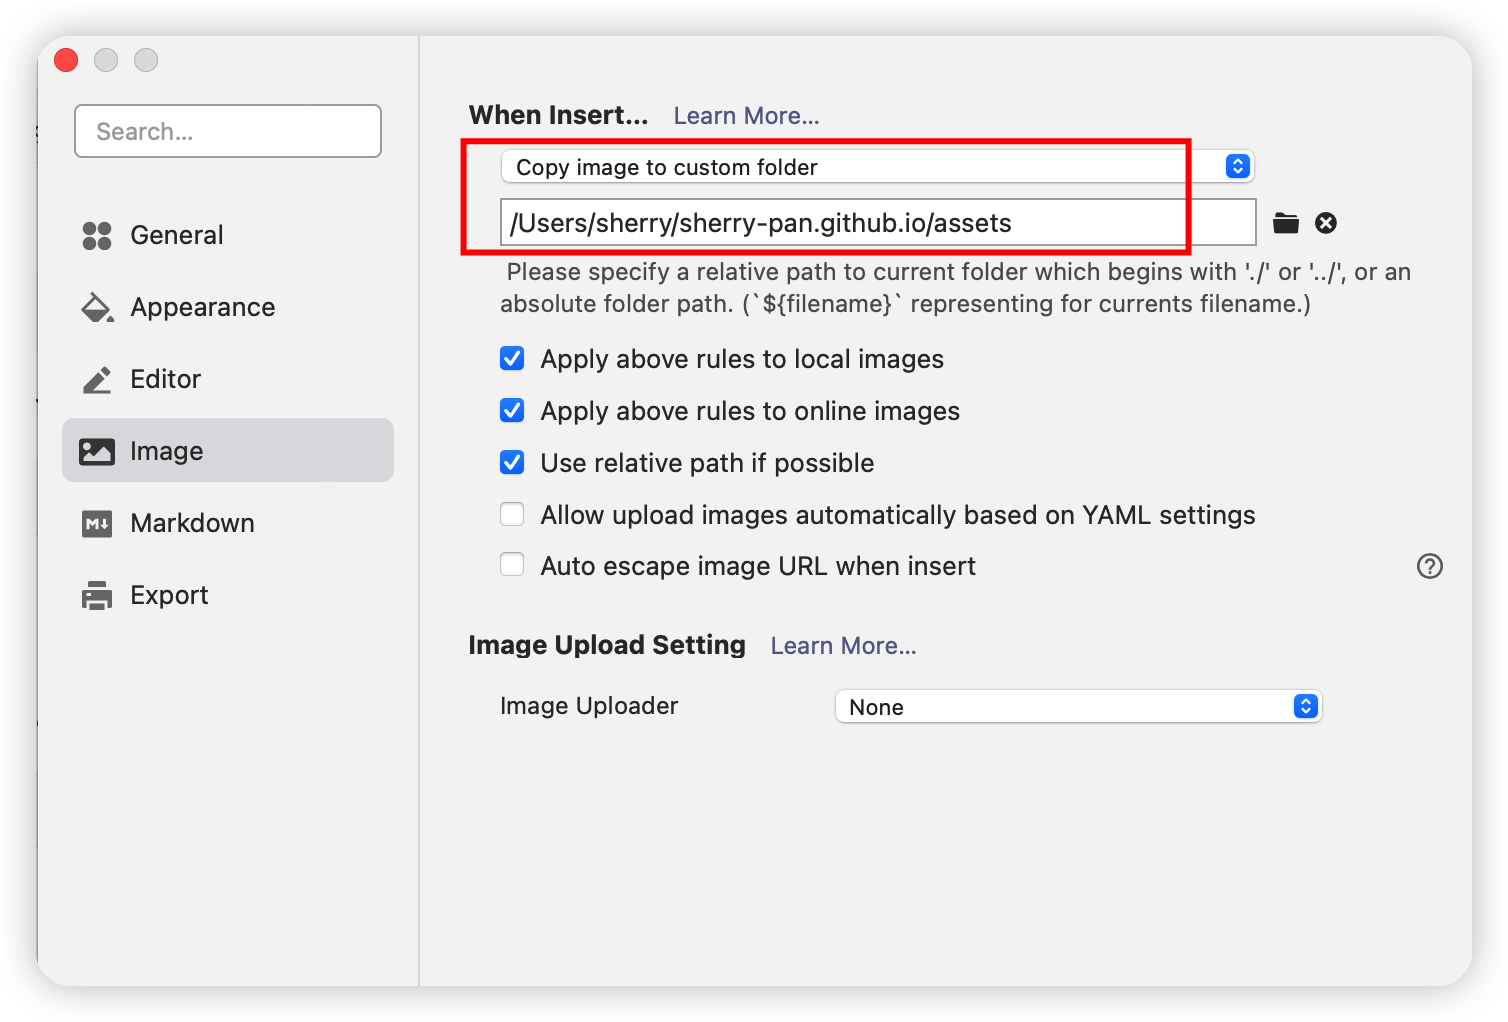 Search...
General
Appearance
Editor
Image
Markdown
Export
When Insert... Learn More...
Copy image to custom folder
/Users/sherry/sherry-pan.github.io/assets
Please specify a relative path to current folder which begins with './' or '../', or an
absolute folder path. (`${filename}` representing for currents filename.)
Apply above rules to local images
Apply above rules to online images
Use relative path if possible
Allow upload images automatically based on YAML settings
Auto escape image URL when insert
Image Upload Setting Learn More...
Image Uploader None